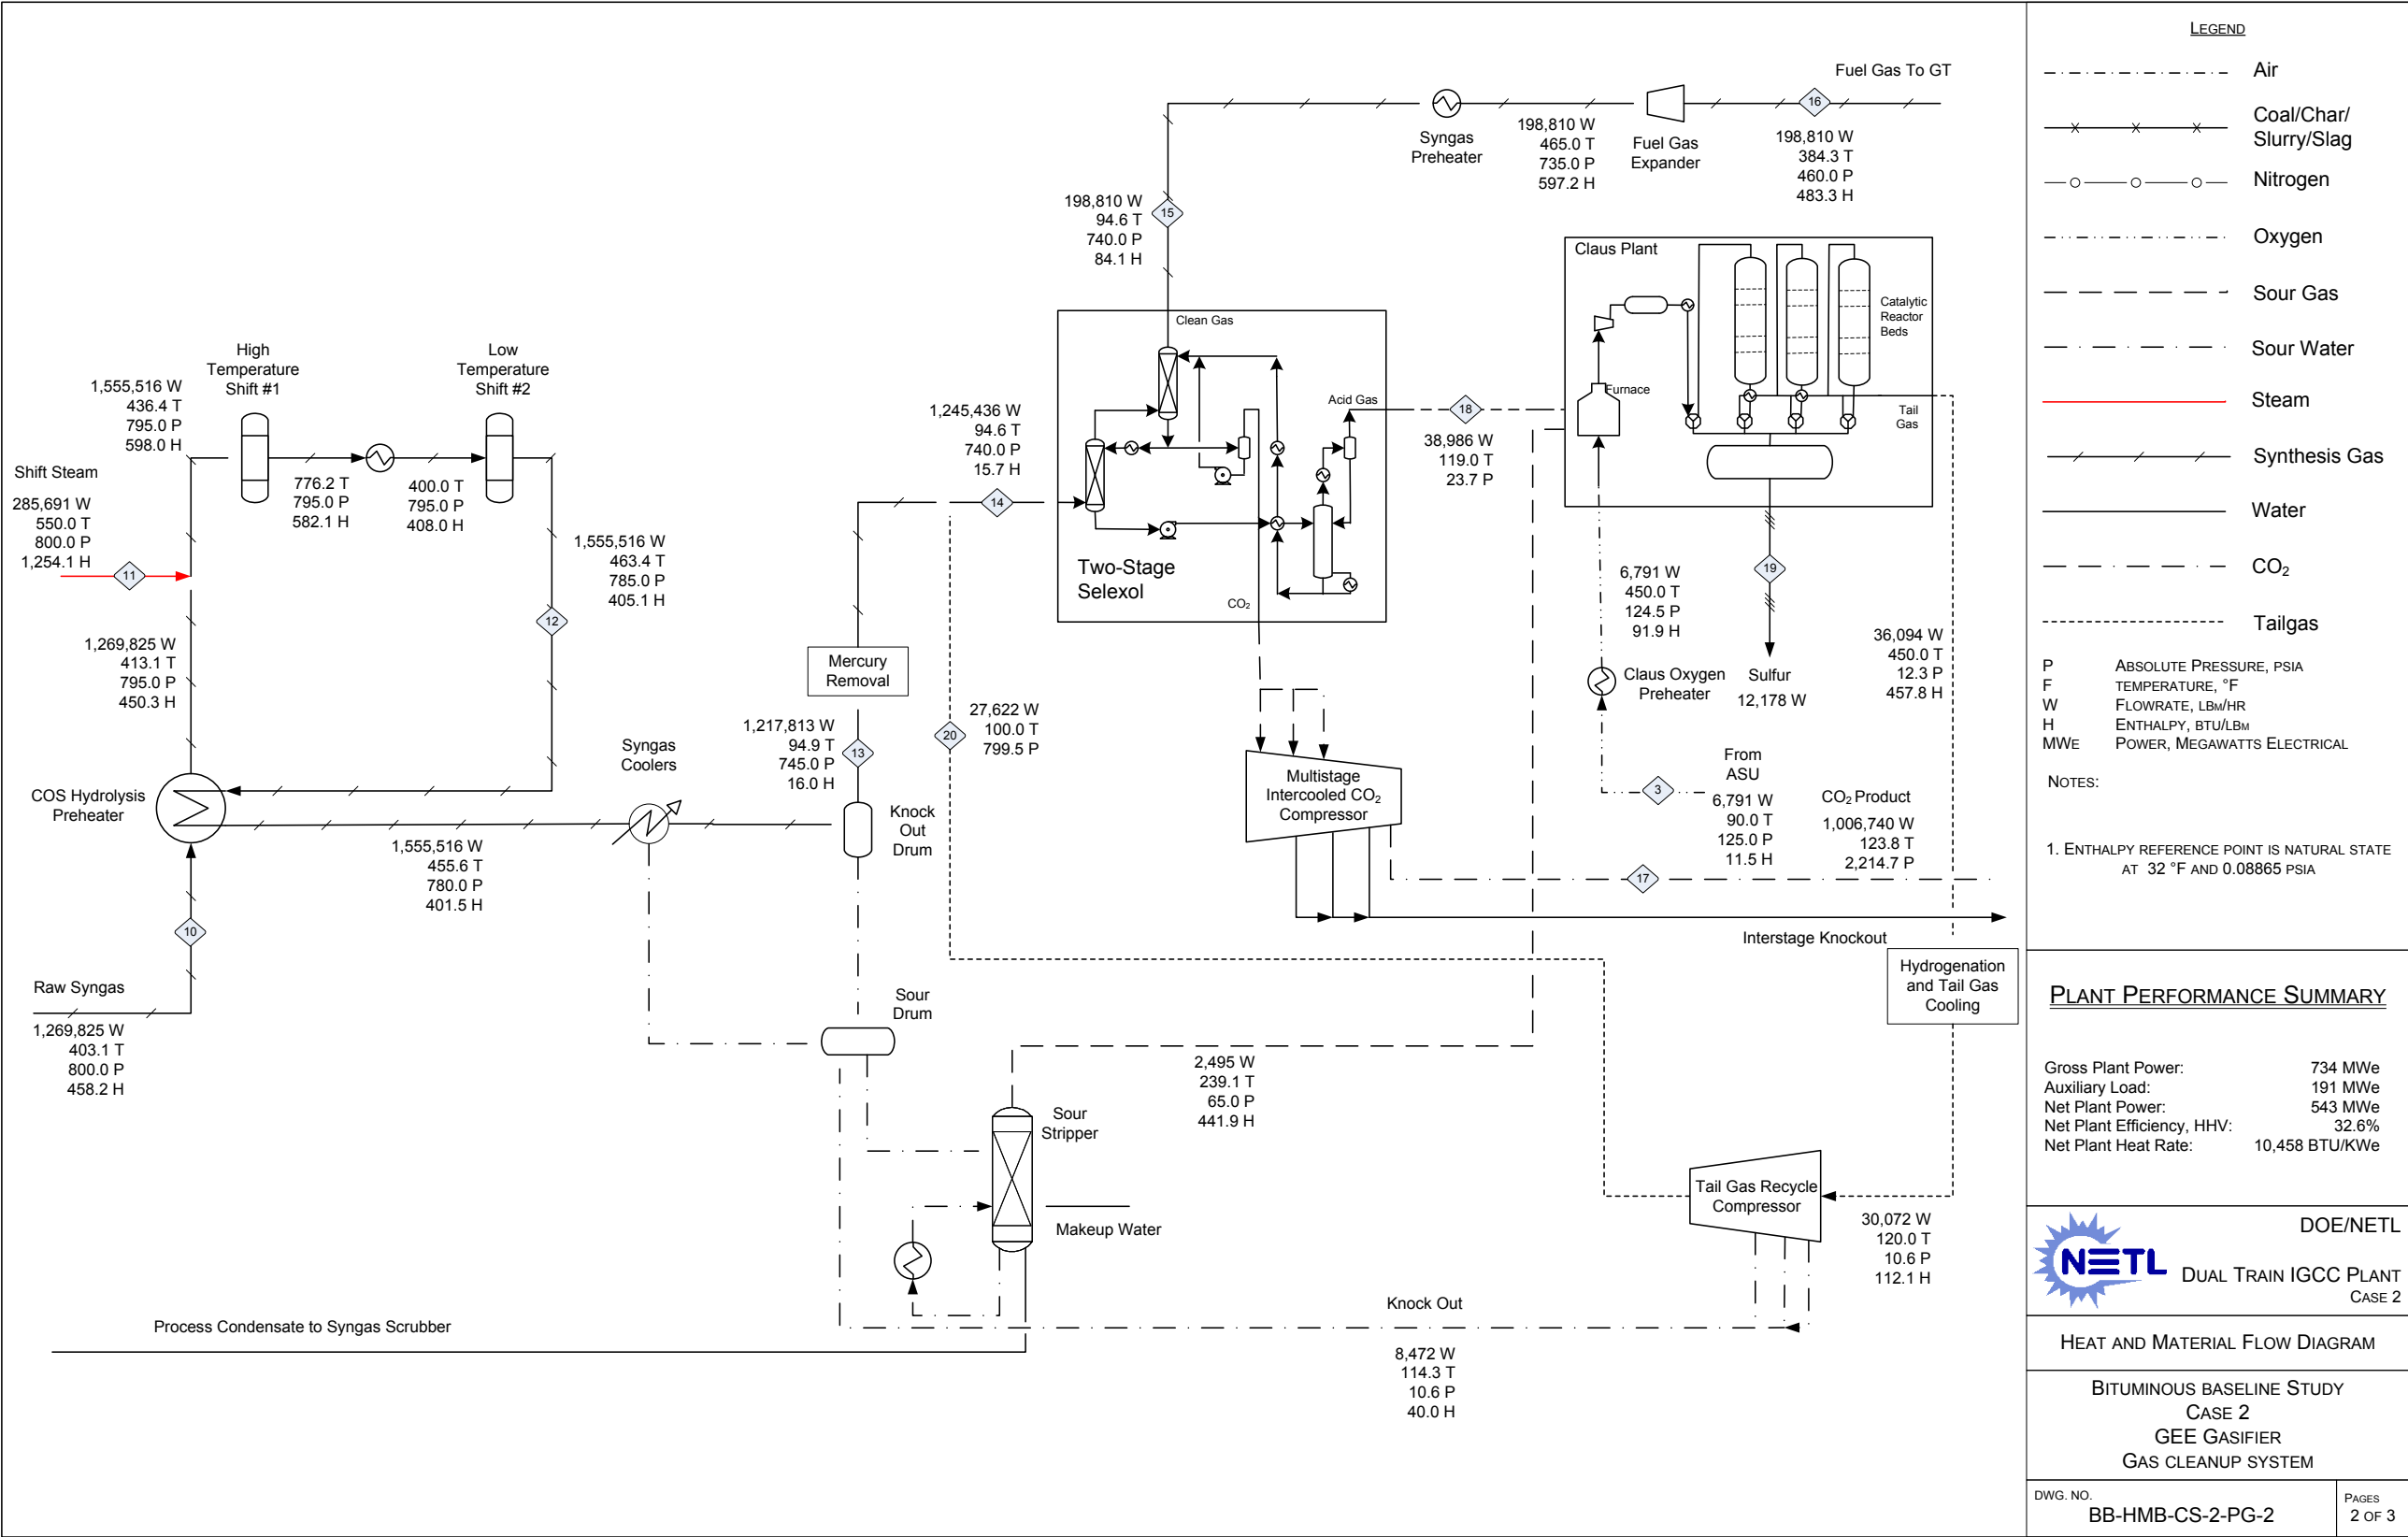 Fuel Gas To GT
16
Syngas
Preheater
198,810 W
465.0 T
735.0 P
597.2 H
Fuel Gas
Expander
198,810 W
384.3 T
460.0 P
483.3 H
198,810 W
94.6 T
740.0 P
84.1 H
15
Clean Gas
Acid Gas
Two-Stage
Selexol
CO2
Claus Plant
Furnace
Catalytic
Reactor
Beds
Tail
Gas
18
38,986 W
119.0 T
23.7 P
High
Temperature
Shift #1
Low
Temperature
Shift #2
1,555,516 W
436.4 T
795.0 P
598.0 H
776.2 T
795.0 P
582.1 H
400.0 T
795.0 P
408.0 H
Shift Steam
285,691 W
550.0 T
800.0 P
1,254.1 H
11
1,555,516 W
463.4 T
785.0 P
405.1 H
12
1,245,436 W
94.6 T
740.0 P
15.7 H
14
1,269,825 W
413.1 T
795.0 P
450.3 H
Mercury
Removal
1,217,813 W
94.9 T
745.0 P
16.0 H
13
27,622 W
100.0 T
799.5 P
20
COS Hydrolysis
Preheater
Syngas
Coolers
Knock
Out
Drum
1,555,516 W
455.6 T
780.0 P
401.5 H
10
Raw Syngas
1,269,825 W
403.1 T
800.0 P
458.2 H
Sour
Drum
Multistage
Intercooled CO2
Compressor
6,791 W
450.0 T
124.5 P
91.9 H
Claus Oxygen
Preheater
19
Sulfur
12,178 W
36,094 W
450.0 T
12.3 P
457.8 H
From
ASU
3
6,791 W
90.0 T
125.0 P
11.5 H
CO2 Product
1,006,740 W
123.8 T
2,214.7 P
17
Interstage Knockout
Hydrogenation
and Tail Gas
Cooling
2,495 W
239.1 T
65.0 P
441.9 H
Sour
Stripper
Makeup Water
Tail Gas Recycle
Compressor
30,072 W
120.0 T
10.6 P
112.1 H
Knock Out
8,472 W
114.3 T
10.6 P
40.0 H
Process Condensate to Syngas Scrubber
LEGEND
Air
Coal/Char/
Slurry/Slag
Nitrogen
Oxygen
Sour Gas
Sour Water
Steam
Synthesis Gas
Water
CO2
Tailgas
P ABSOLUTE PRESSURE, PSIA
F TEMPERATURE, °F
W FLOWRATE, LBM/HR
H ENTHALPY, BTU/LBM
MWE POWER, MEGAWATTS ELECTRICAL
NOTES:
1. ENTHALPY REFERENCE POINT IS NATURAL STATE
AT 32 °F AND 0.08865 PSIA
PLANT PERFORMANCE SUMMARY
Gross Plant Power: 734 MWe
Auxiliary Load: 191 MWe
Net Plant Power: 543 MWe
Net Plant Efficiency, HHV: 32.6%
Net Plant Heat Rate: 10,458 BTU/KWe
NETL
DOE/NETL
DUAL TRAIN IGCC PLANT
CASE 2
HEAT AND MATERIAL FLOW DIAGRAM
BITUMINOUS BASELINE STUDY
CASE 2
GEE GASIFIER
GAS CLEANUP SYSTEM
DWG. NO.
BB-HMB-CS-2-PG-2
PAGES
2 OF 3